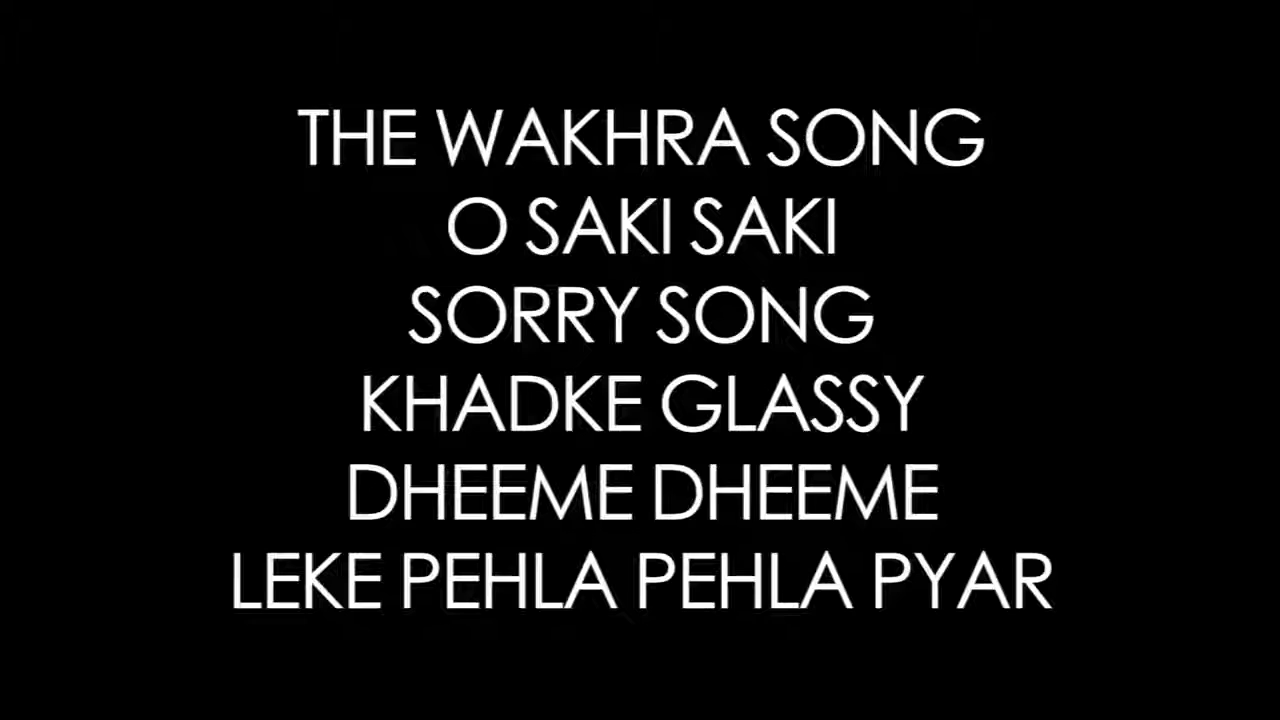 THE WAKHRA SONG
O SAKI SAKI
SORRY SONG
KHADKE GLASSY
DHEEME DHEEME
LEKE PEHLA PEHLA PYAR